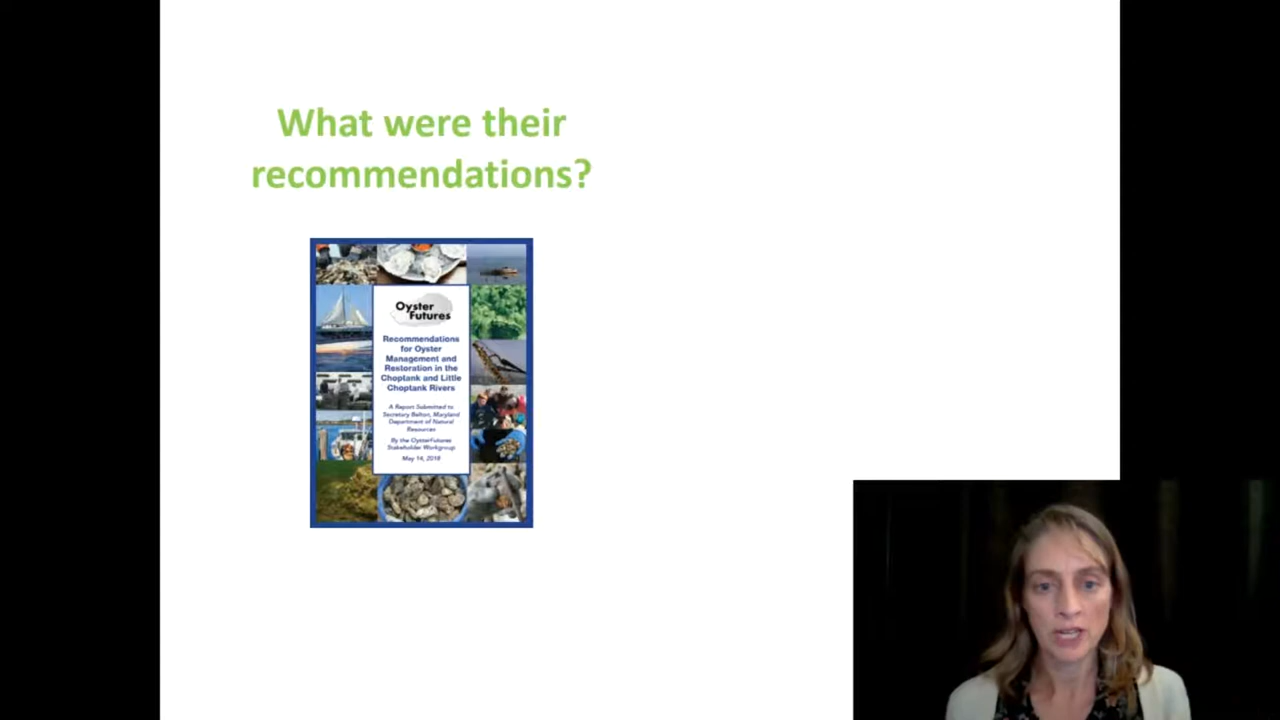 What were their
recommendations?
Oyster
Futures
Recommendations
for Oyster
Management and
Restoration in the
Choptank and Little
Choptank Rivers
A Report Submitted to
Secretary Belton, Maryland
Department of Natural
Resources
By the OysterFutures
Stakeholder Workgroup
May 14, 2018